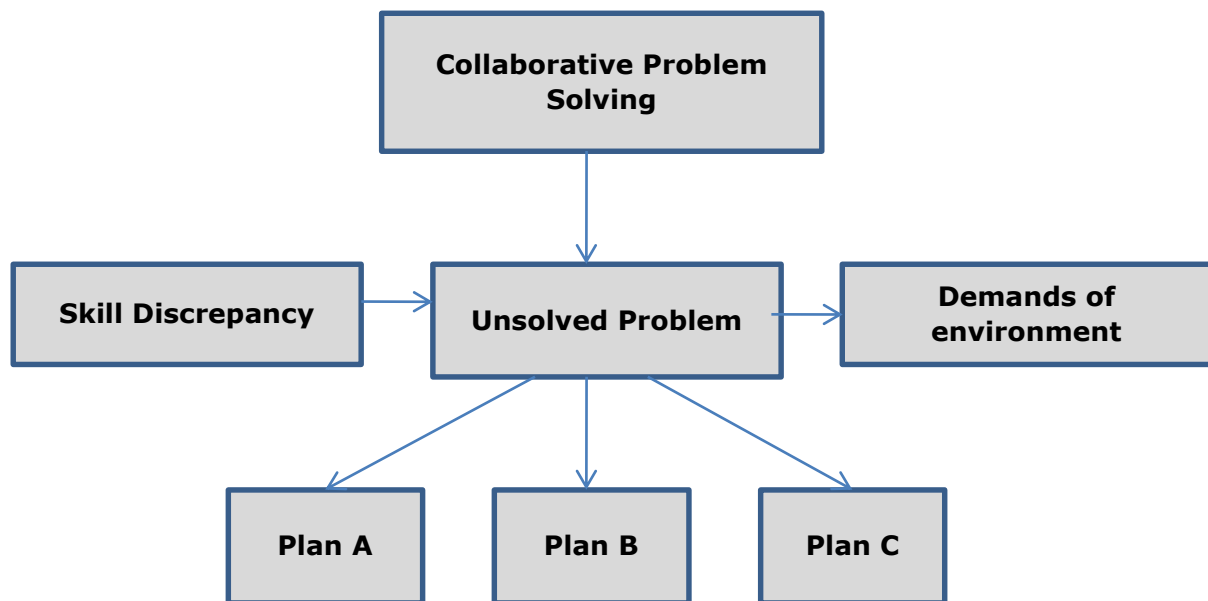 Collaborative Problem
Solving
Skill Discrepancy
Unsolved Problem
Demands of
environment
Plan A
Plan B
Plan C